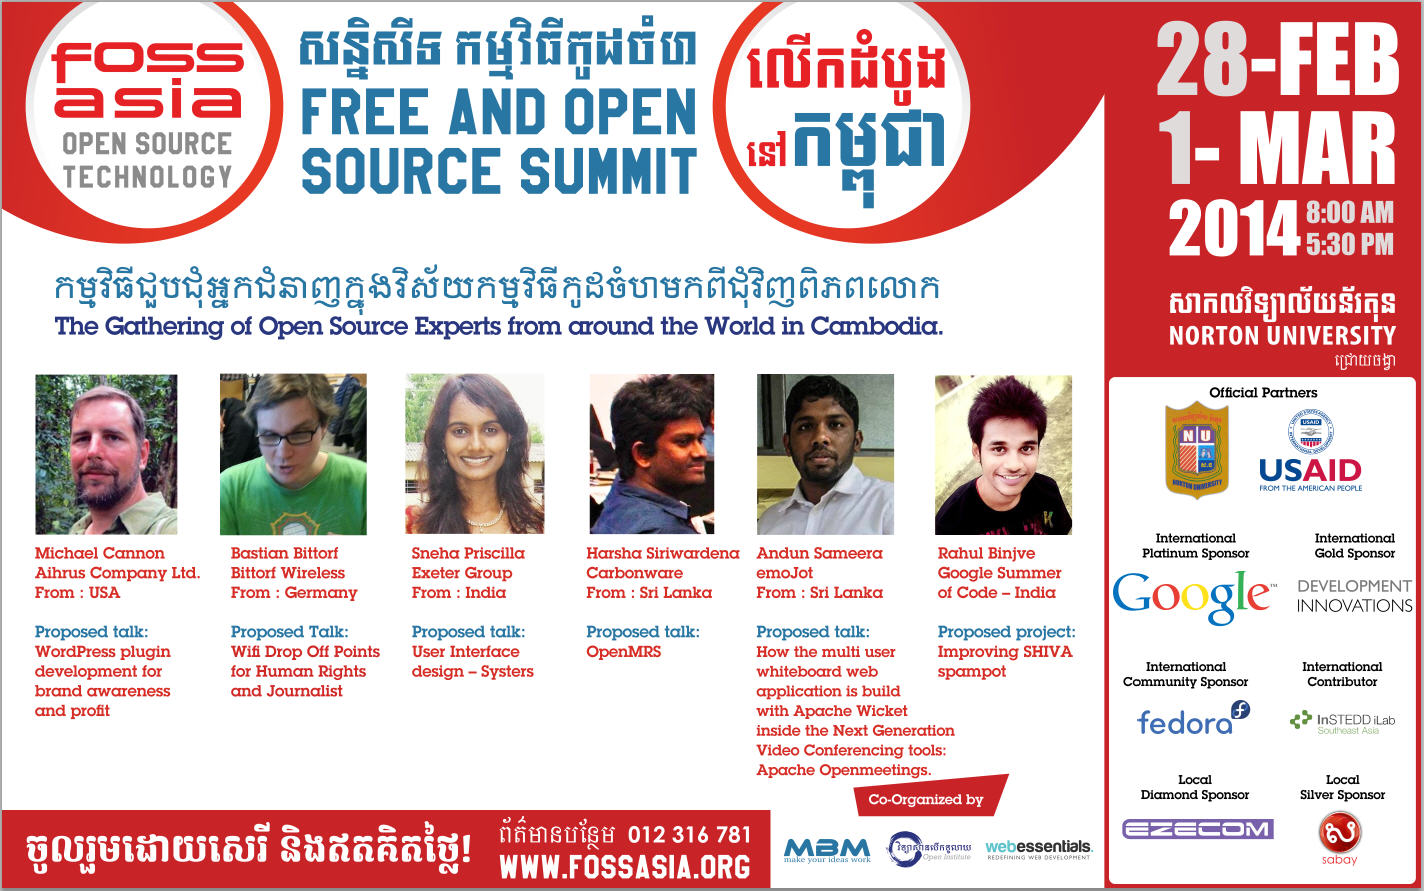 FOSS
asia
OPEN SOURCE
TECHNOLOGY
សន្និសីទ កម្មវិធីកូដចំហ
FREE AND OPEN
SOURCE SUMMIT
លើកដំបូង
នៅកម្ពុជា
28-FEB
1- MAR
2014 8:00 AM
5:30 PM
សាកលវិទ្យាល័យន័រតុន
NORTON UNIVERSITY
ជ្រោយចង្វា
កម្មវិធីជួបជុំអ្នកជំនាញក្នុងវិស័យកម្មវិធីកូដចំហមកពីជុំវិញពិភពលោក
The Gathering of Open Source Experts from around the World in Cambodia.
Michael Cannon
Aihrus Company Ltd.
From : USA
Proposed talk:
WordPress plugin
development for
brand awareness
and profit
Bastian Bittorf
Bittorf Wireless
From : Germany
Proposed Talk:
Wifi Drop Off Points
for Human Rights
and Journalist
Sneha Priscilla
Exeter Group
From : India
Proposed talk:
User Interface
design – Systers
Harsha Siriwardena
Carbonware
From : Sri Lanka
Proposed talk:
OpenMRS
Andun Sameera
emoJot
From : Sri Lanka
Proposed talk:
How the multi user
whiteboard web
application is build
with Apache Wicket
inside the Next Generation
Video Conferencing tools:
Apache Openmeetings.
Rahul Binjve
Google Summer
of Code – India
Proposed project:
Improving SHIVA
spampot
Official Partners
NU
NORTON UNIVERSITY
USAID
USAID
FROM THE AMERICAN PEOPLE
International
Platinum Sponsor
Google™
International
Gold Sponsor
DEVELOPMENT
INNOVATIONS
International
Community Sponsor
fedora
International
Contributor
InSTEDD iLab
Southeast Asia
Local
Diamond Sponsor
EZECOM
Local
Silver Sponsor
ស
sabay
Co-Organized by
MBM
make your ideas work
វិទ្យាស្ថានបើកទូលាយ
Open Institute
webessentials.
REDEFINING WEB DEVELOPMENT
ចូលរួមដោយសេរី និងឥតគិតថ្លៃ!
ព័ត៌មានបន្ថែម 012 316 781
WWW.FOSSASIA.ORG